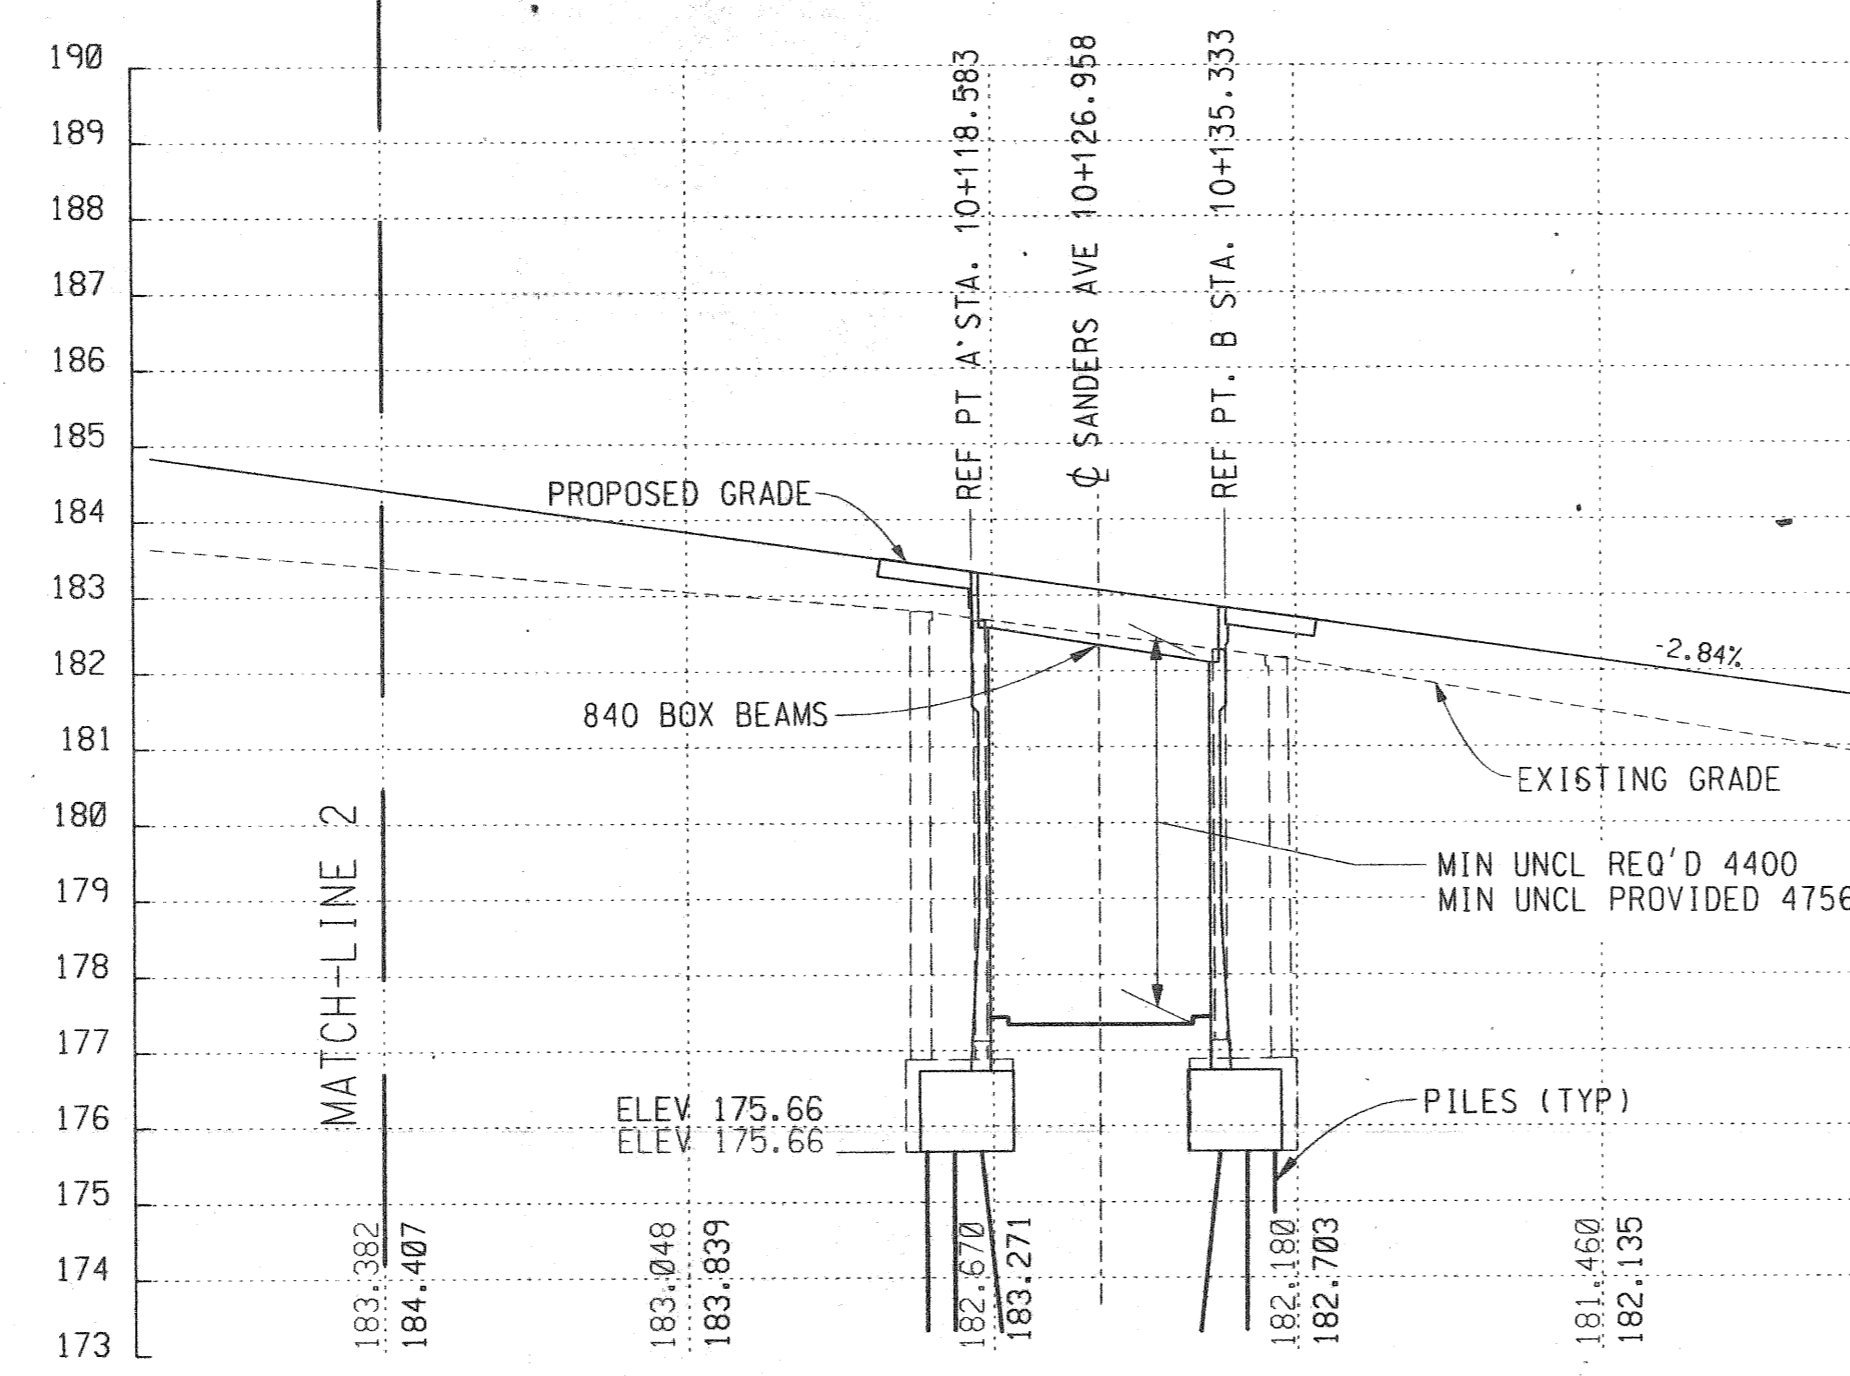 190
189
188
187
186
185
184
183
182
181
180
179
178
177
176
175
174
173
MATCH-LINE 2
REF PT A STA. 10+118.583
℄ SANDERS AVE 10+126.958
REF PT. B STA. 10+135.333
PROPOSED GRADE
-2.84%
840 BOX BEAMS
EXISTING GRADE
MIN UNCL REQ'D 4400
MIN UNCL PROVIDED 4756
ELEV 175.66
ELEV 175.66
PILES (TYP)
183.382
184.407
183.048
183.839
182.670
183.271
182.180
182.703
181.460
182.135